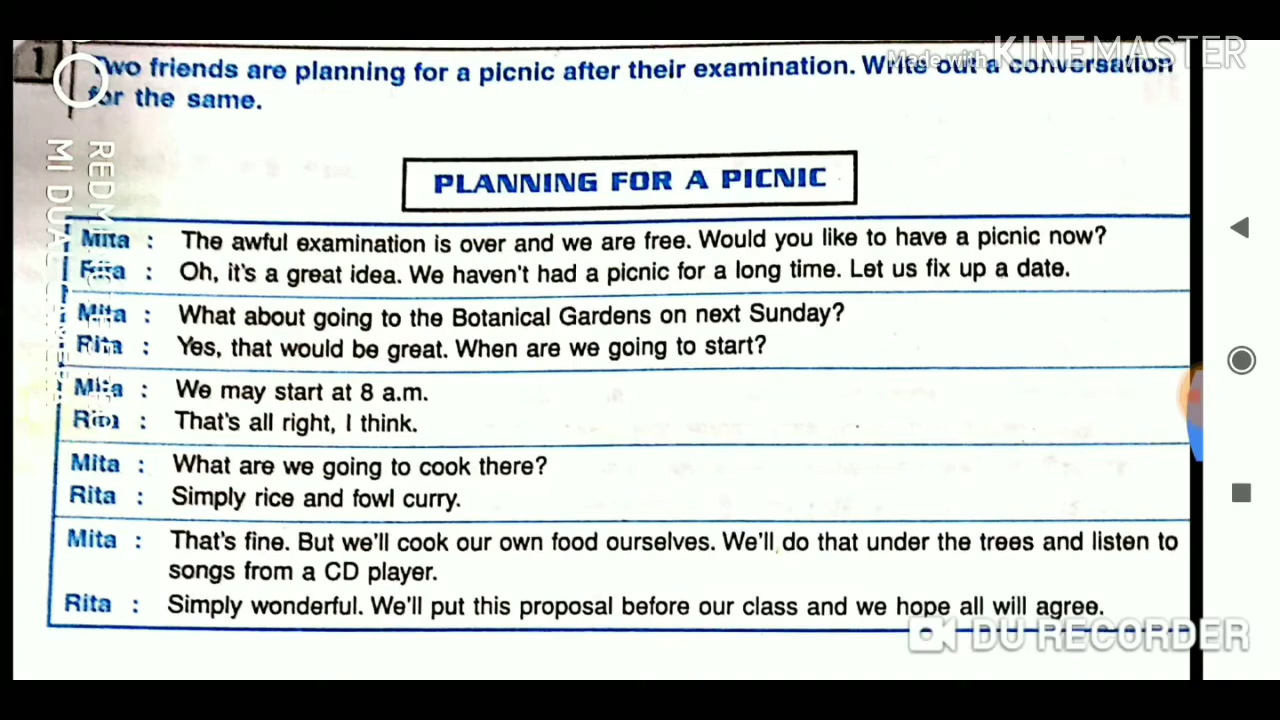 1
Two friends are planning for a picnic after their examination. Write out a conversation
for the same.
Made with KINEMASTER
PLANNING FOR A PICNIC
Mita : The awful examination is over and we are free. Would you like to have a picnic now?
Rita : Oh, it's a great idea. We haven't had a picnic for a long time. Let us fix up a date.
Mita : What about going to the Botanical Gardens on next Sunday?
Rita : Yes, that would be great. When are we going to start?
Mita : We may start at 8 a.m.
Rita : That's all right, I think.
Mita : What are we going to cook there?
Rita : Simply rice and fowl curry.
Mita : That's fine. But we'll cook our own food ourselves. We'll do that under the trees and listen to
songs from a CD player.
Rita : Simply wonderful. We'll put this proposal before our class and we hope all will agree.
DU RECORDER